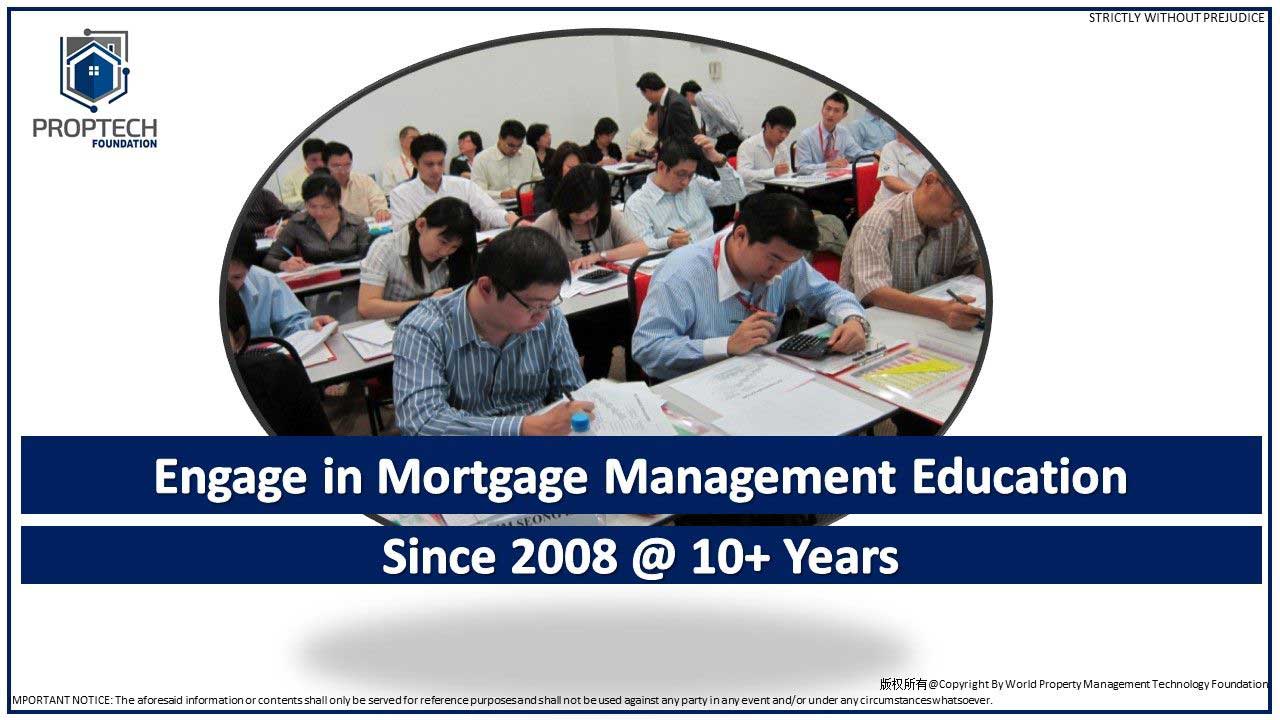 STRICTLY WITHOUT PREJUDICE
PROPTECH
FOUNDATION
Engage in Mortgage Management Education
Since 2008 @ 10+ Years
版权所有@Copyright By World Property Management Technology Foundation
MPORTANT NOTICE: The aforesaid information or contents shall only be served for reference purposes and shall not be used against any party in any event and/or under any circumstances whatsoever.